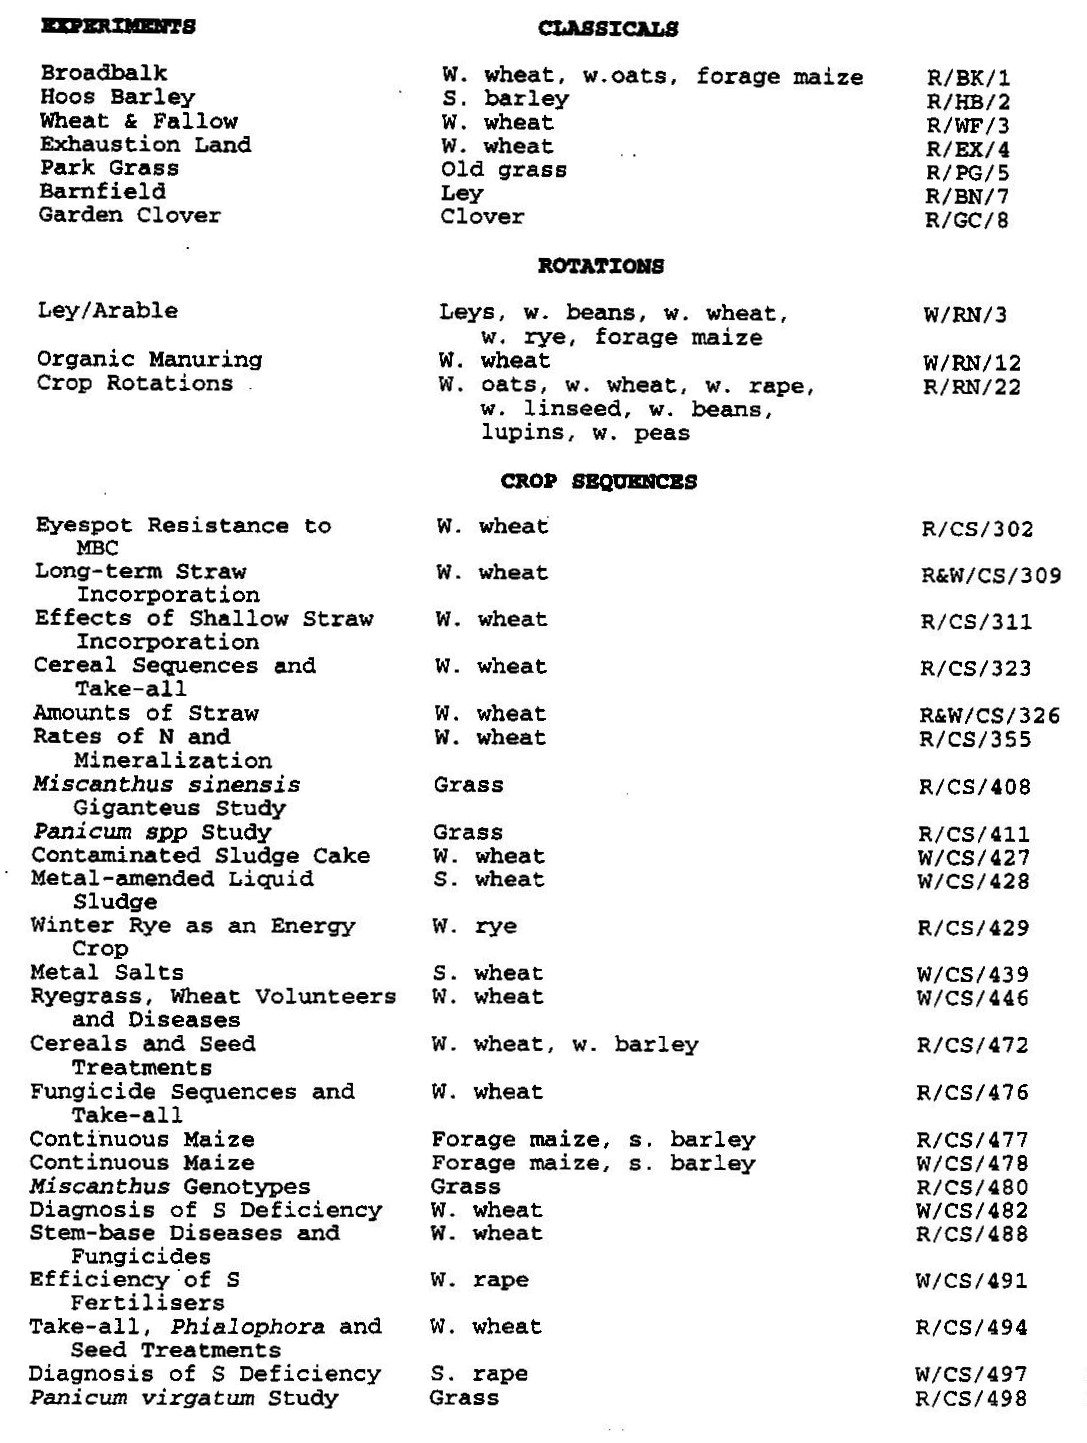 EXPERIMENTS CLASSICALS
Broadbalk W. wheat, w.oats, forage maize R/BK/1
Hoos Barley S. barley R/HB/2
Wheat & Fallow W. wheat R/WF/3
Exhaustion Land W. wheat R/EX/4
Park Grass Old grass R/PG/5
Barnfield Ley R/BN/7
Garden Clover Clover R/GC/8
ROTATIONS
Ley/Arable Leys, w. beans, w. wheat, W/RN/3
w. rye, forage maize
Organic Manuring W. wheat W/RN/12
Crop Rotations W. oats, w. wheat, w. rape, R/RN/22
w. linseed, w. beans,
lupins, w. peas
CROP SEQUENCES
Eyespot Resistance to W. wheat R/CS/302
MBC
Long-term Straw W. wheat R&W/CS/309
Incorporation
Effects of Shallow Straw W. wheat R/CS/311
Incorporation
Cereal Sequences and W. wheat R/CS/323
Take-all
Amounts of Straw W. wheat R&W/CS/326
Rates of N and W. wheat R/CS/355
Mineralization
Miscanthus sinensis Grass R/CS/408
Giganteus Study
Panicum spp Study Grass R/CS/411
Contaminated Sludge Cake W. wheat W/CS/427
Metal-amended Liquid S. wheat W/CS/428
Sludge
Winter Rye as an Energy W. rye R/CS/429
Crop
Metal Salts S. wheat W/CS/439
Ryegrass, Wheat Volunteers W. wheat W/CS/446
and Diseases
Cereals and Seed W. wheat, w. barley R/CS/472
Treatments
Fungicide Sequences and W. wheat R/CS/476
Take-all
Continuous Maize Forage maize, s. barley R/CS/477
Continuous Maize Forage maize, s. barley W/CS/478
Miscanthus Genotypes Grass R/CS/480
Diagnosis of S Deficiency W. wheat W/CS/482
Stem-base Diseases and W. wheat R/CS/488
Fungicides
Efficiency of S W. rape W/CS/491
Fertilisers
Take-all, Phialophora and W. wheat R/CS/494
Seed Treatments
Diagnosis of S Deficiency S. rape W/CS/497
Panicum virgatum Study Grass R/CS/498